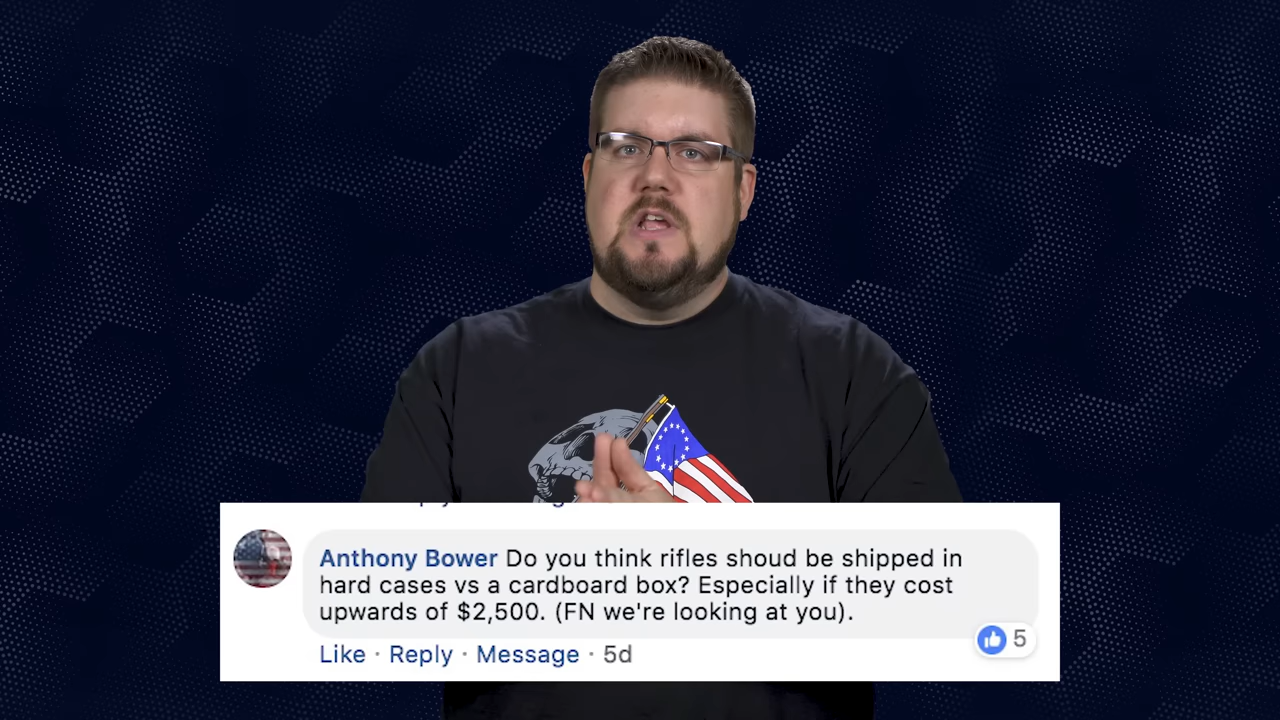 Anthony Bower Do you think rifles shoud be shipped in
hard cases vs a cardboard box? Especially if they cost
upwards of $2,500. (FN we're looking at you).
5
Like · Reply · Message · 5d